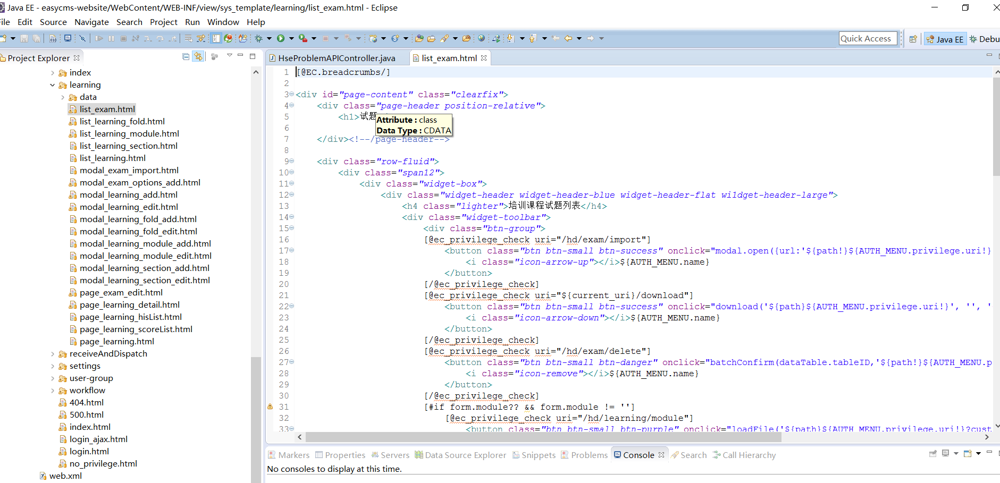 Java EE - easycms-website/WebContent/WEB-INF/view/sys_template/learning/list_exam.html - Eclipse
ile Edit Source Navigate Search Project Run Window Help
Quick Access
Java EE
Debu
Project Explorer
index
learning
data
list_exam.html
list_learning_fold.html
list_learning_module.html
list_learning_section.html
list_learning.html
modal_exam_import.html
modal_exam_options_add.html
modal_learning_add.html
modal_learning_edit.html
modal_learning_fold_add.html
modal_learning_fold_edit.html
modal_learning_module_add.html
modal_learning_module_edit.html
modal_learning_section_add.html
modal_learning_section_edit.html
page_exam_edit.html
page_learning_detail.html
page_learning_hisList.html
page_learning_scoreList.html
page_learning.html
receiveAndDispatch
settings
user-group
workflow
404.html
500.html
index.html
login_ajax.html
login.html
no_privilege.html
web.xml
HseProblemAPIController.java
list_exam.html
1 [@EC.breadcrumbs/]
2
3 <div id="page-content" class="clearfix">
4 <div class="page-header position-relative">
5 <h1>试题
Attribute : class
Data Type : CDATA
6
7 </div><!--/page-header-->
8
9 <div class="row-fluid">
10 <div class="span12">
11 <div class="widget-box">
12 <div class="widget-header widget-header-blue widget-header-flat wi1dget-header-large">
13 <h4 class="lighter">培训课程试题列表</h4>
14 <div class="widget-toolbar">
15 <div class="btn-group">
16 [@ec_privilege_check uri="/hd/exam/import"]
17 <button class="btn btn-small btn-success" onclick="modal.open({url:'${path!}${AUTH_MENU.privilege.uri!}
18 <i class="icon-arrow-up"></i>${AUTH_MENU.name}
19 </button>
20 [/@ec_privilege_check]
21 [@ec_privilege_check uri="${current_uri}/download"]
22 <button class="btn btn-small btn-success" onclick="download('${path}${AUTH_MENU.privilege.uri!}', '', '
23 <i class="icon-arrow-down"></i>${AUTH_MENU.name}
24 </button>
25 [/@ec_privilege_check]
26 [@ec_privilege_check uri="/hd/exam/delete"]
27 <button class="btn btn-small btn-danger" onclick="batchConfirm(dataTable.tableID,'${path!}${AUTH_MENU.p
28 <i class="icon-remove"></i>${AUTH_MENU.name}
29 </button>
30 [/@ec_privilege_check]
31 [#if form.module?? && form.module != '']
32 [@ec_privilege_check uri="/hd/learning/module"]
33 <button class="btn btn-small btn-purple" onclick="loadFile('${path}${AUTH_MENU.privilege.uri!}?cust
Markers Properties Servers Data Source Explorer Snippets Problems Console Search Call Hierarchy
No consoles to display at this time.